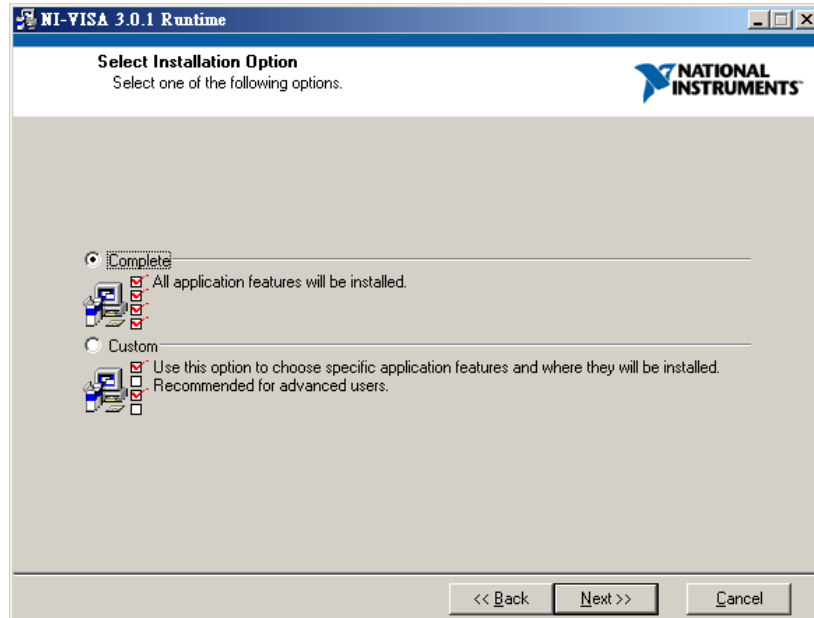 NI-VISA 3.0.1 Runtime
Select Installation Option
Select one of the following options.
NATIONAL
INSTRUMENTS
Complete
All application features will be installed.
Custom
Use this option to choose specific application features and where they will be installed.
Recommended for advanced users.
<< Back
Next >>
Cancel